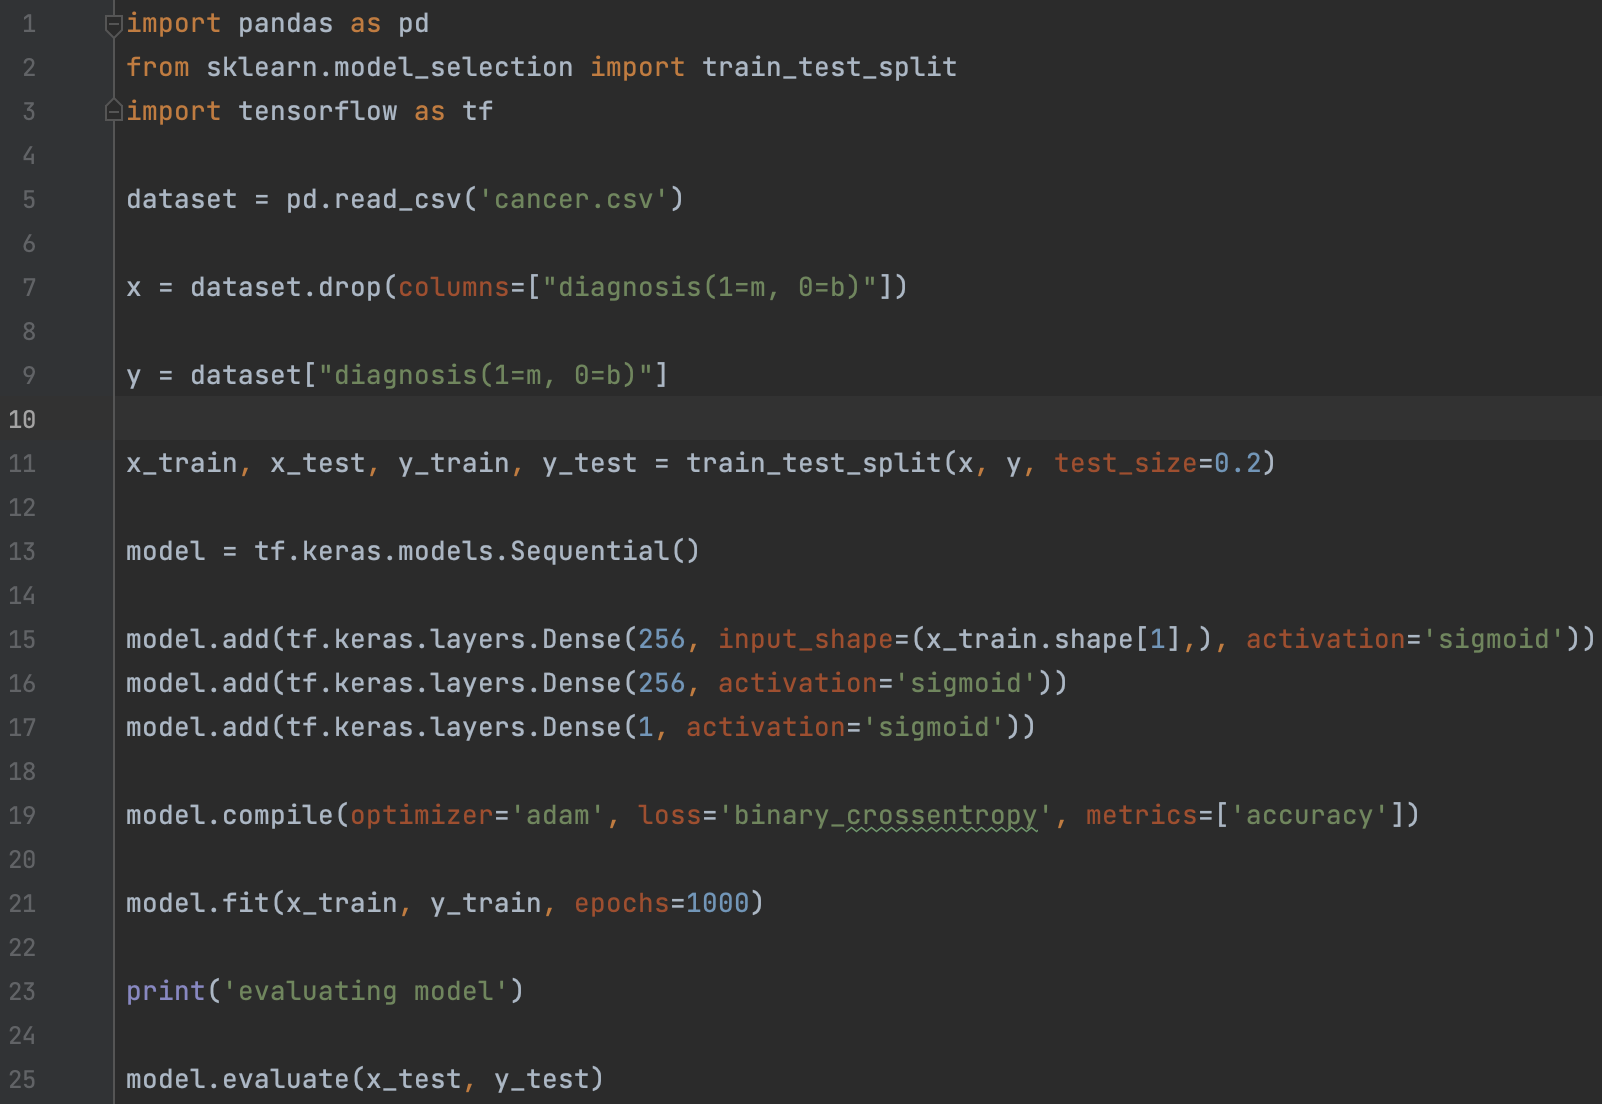 1 import pandas as pd
2 from sklearn.model_selection import train_test_split
3 import tensorflow as tf
4
5 dataset = pd.read_csv('cancer.csv')
6
7 x = dataset.drop(columns=["diagnosis(1=m, 0=b)"])
8
9 y = dataset["diagnosis(1=m, 0=b)"]
10
11 x_train, x_test, y_train, y_test = train_test_split(x, y, test_size=0.2)
12
13 model = tf.keras.models.Sequential()
14
15 model.add(tf.keras.layers.Dense(256, input_shape=(x_train.shape[1],), activation='sigmoid'))
16 model.add(tf.keras.layers.Dense(256, activation='sigmoid'))
17 model.add(tf.keras.layers.Dense(1, activation='sigmoid'))
18
19 model.compile(optimizer='adam', loss='binary_crossentropy', metrics=['accuracy'])
20
21 model.fit(x_train, y_train, epochs=1000)
22
23 print('evaluating model')
24
25 model.evaluate(x_test, y_test)